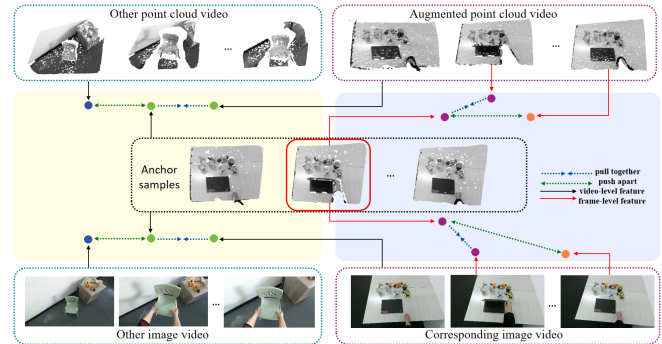 Other point cloud video
Augmented point cloud video
...
...
Anchor
samples
...
pull together
push apart
video-level feature
frame-level feature
...
...
Other image video
Corresponding image video